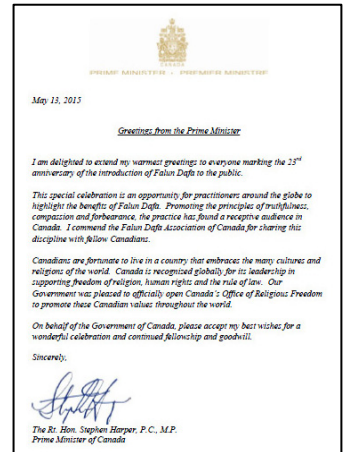 CANADA
PRIME MINISTER - PREMIER MINISTRE
May 13, 2015
Greetings from the Prime Minister
I am delighted to extend my warmest greetings to everyone marking the 23rd
anniversary of the introduction of Falun Dafa to the public.
This special celebration is an opportunity for practitioners around the globe to
highlight the benefits of Falun Dafa. Promoting the principles of truthfulness,
compassion and forbearance, the practice has found a receptive audience in
Canada. I commend the Falun Dafa Association of Canada for sharing this
discipline with fellow Canadians.
Canadians are fortunate to live in a country that embraces the many cultures and
religions of the world. Canada is recognized globally for its leadership in
supporting freedom of religion, human rights and the rule of law. Our
Government was pleased to officially open Canada's Office of Religious Freedom
to promote these Canadian values throughout the world.
On behalf of the Government of Canada, please accept my best wishes for a
wonderful celebration and continued fellowship and goodwill.
Sincerely,
The Rt. Hon. Stephen Harper, P.C., M.P.
Prime Minister of Canada